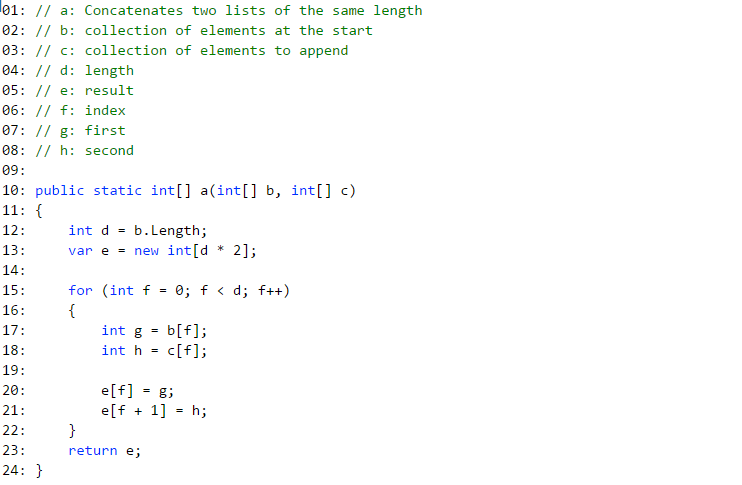 01: // a: Concatenates two lists of the same length
02: // b: collection of elements at the start
03: // c: collection of elements to append
04: // d: length
05: // e: result
06: // f: index
07: // g: first
08: // h: second
09:
10: public static int[] a(int[] b, int[] c)
11: {
12:     int d = b.Length;
13:     var e = new int[d * 2];
14:
15:     for (int f = 0; f < d; f++)
16:     {
17:         int g = b[f];
18:         int h = c[f];
19:
20:         e[f] = g;
21:         e[f + 1] = h;
22:     }
23:     return e;
24: }